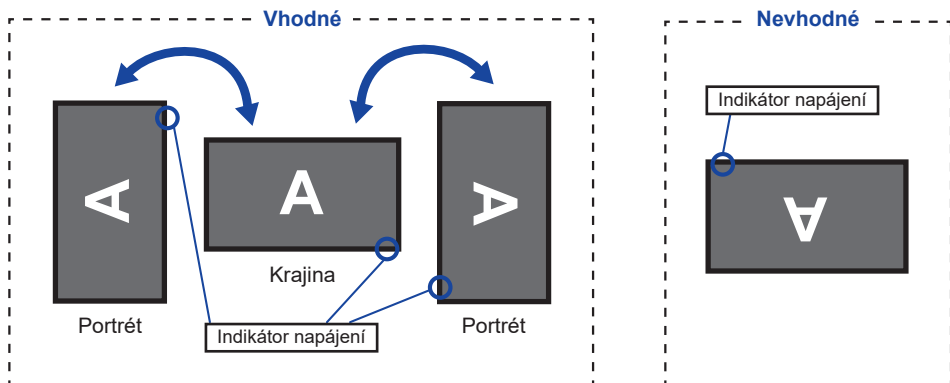 Vhodné
A
A
A
Krajina
Portrét
Portrét
Indikátor napájení
Nevhodné
Indikátor napájení
A